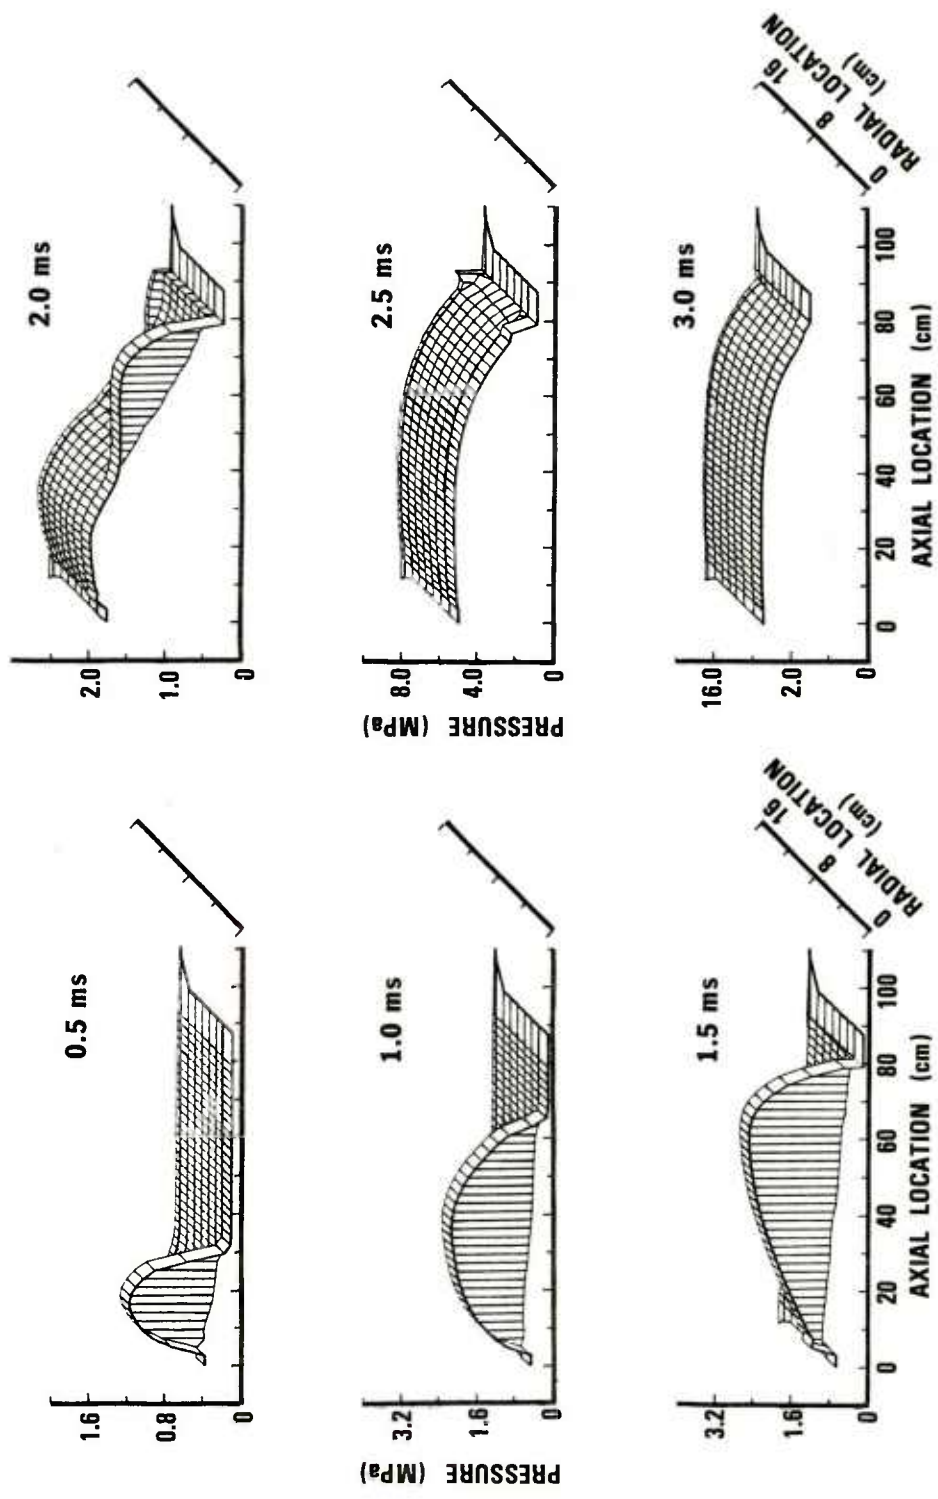 0.5 ms
1.6
0.8
0
1.0 ms
PRESSURE (MPa)
3.2
1.6
0
1.5 ms
3.2
1.6
0
0 20 40 60 80 100
AXIAL LOCATION (cm)
0 8 16
RADIAL LOCATION
(cm)
2.0 ms
2.0
1.0
0
2.5 ms
PRESSURE (MPa)
8.0
4.0
0
3.0 ms
16.0
2.0
0
0 20 40 60 80 100
AXIAL LOCATION (cm)
0 8 16
RADIAL LOCATION
(cm)